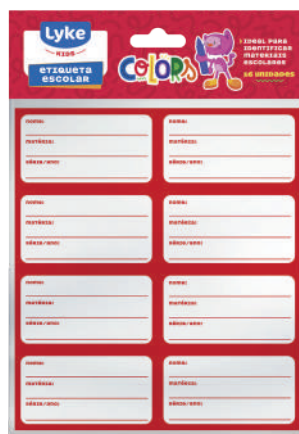 Lyke
KIDS
ETIQUETA
ESCOLAR
COLORS
IDEAL PARA
IDENTIFICAR
MATERIAIS
ESCOLARES
16 UNIDADES
NOME:
MATÉRIA:
SÉRIE/ANO:
NOME:
MATÉRIA:
SÉRIE/ANO:
NOME:
MATÉRIA:
SÉRIE/ANO:
NOME:
MATÉRIA:
SÉRIE/ANO:
NOME:
MATÉRIA:
SÉRIE/ANO:
NOME:
MATÉRIA:
SÉRIE/ANO:
NOME:
MATÉRIA:
SÉRIE/ANO:
NOME:
MATÉRIA:
SÉRIE/ANO: